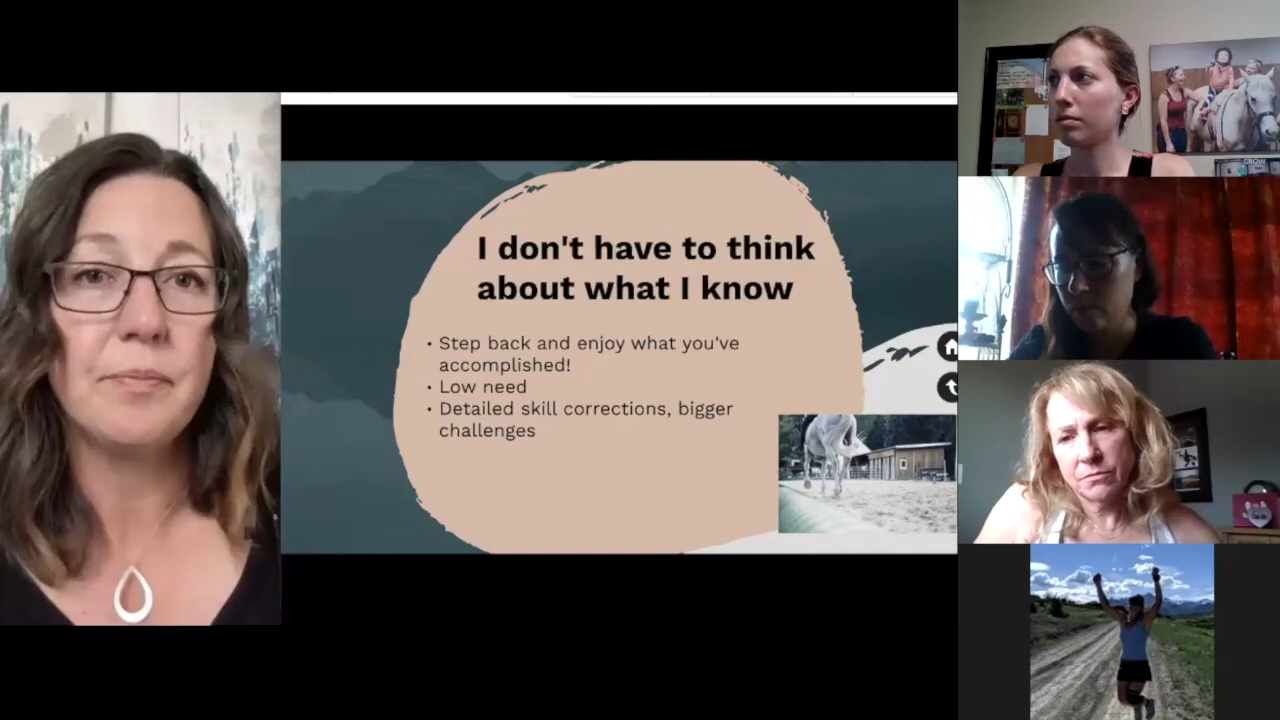 I don't have to think
about what I know
• Step back and enjoy what you've
accomplished!
• Low need
• Detailed skill corrections, bigger
challenges
GROW